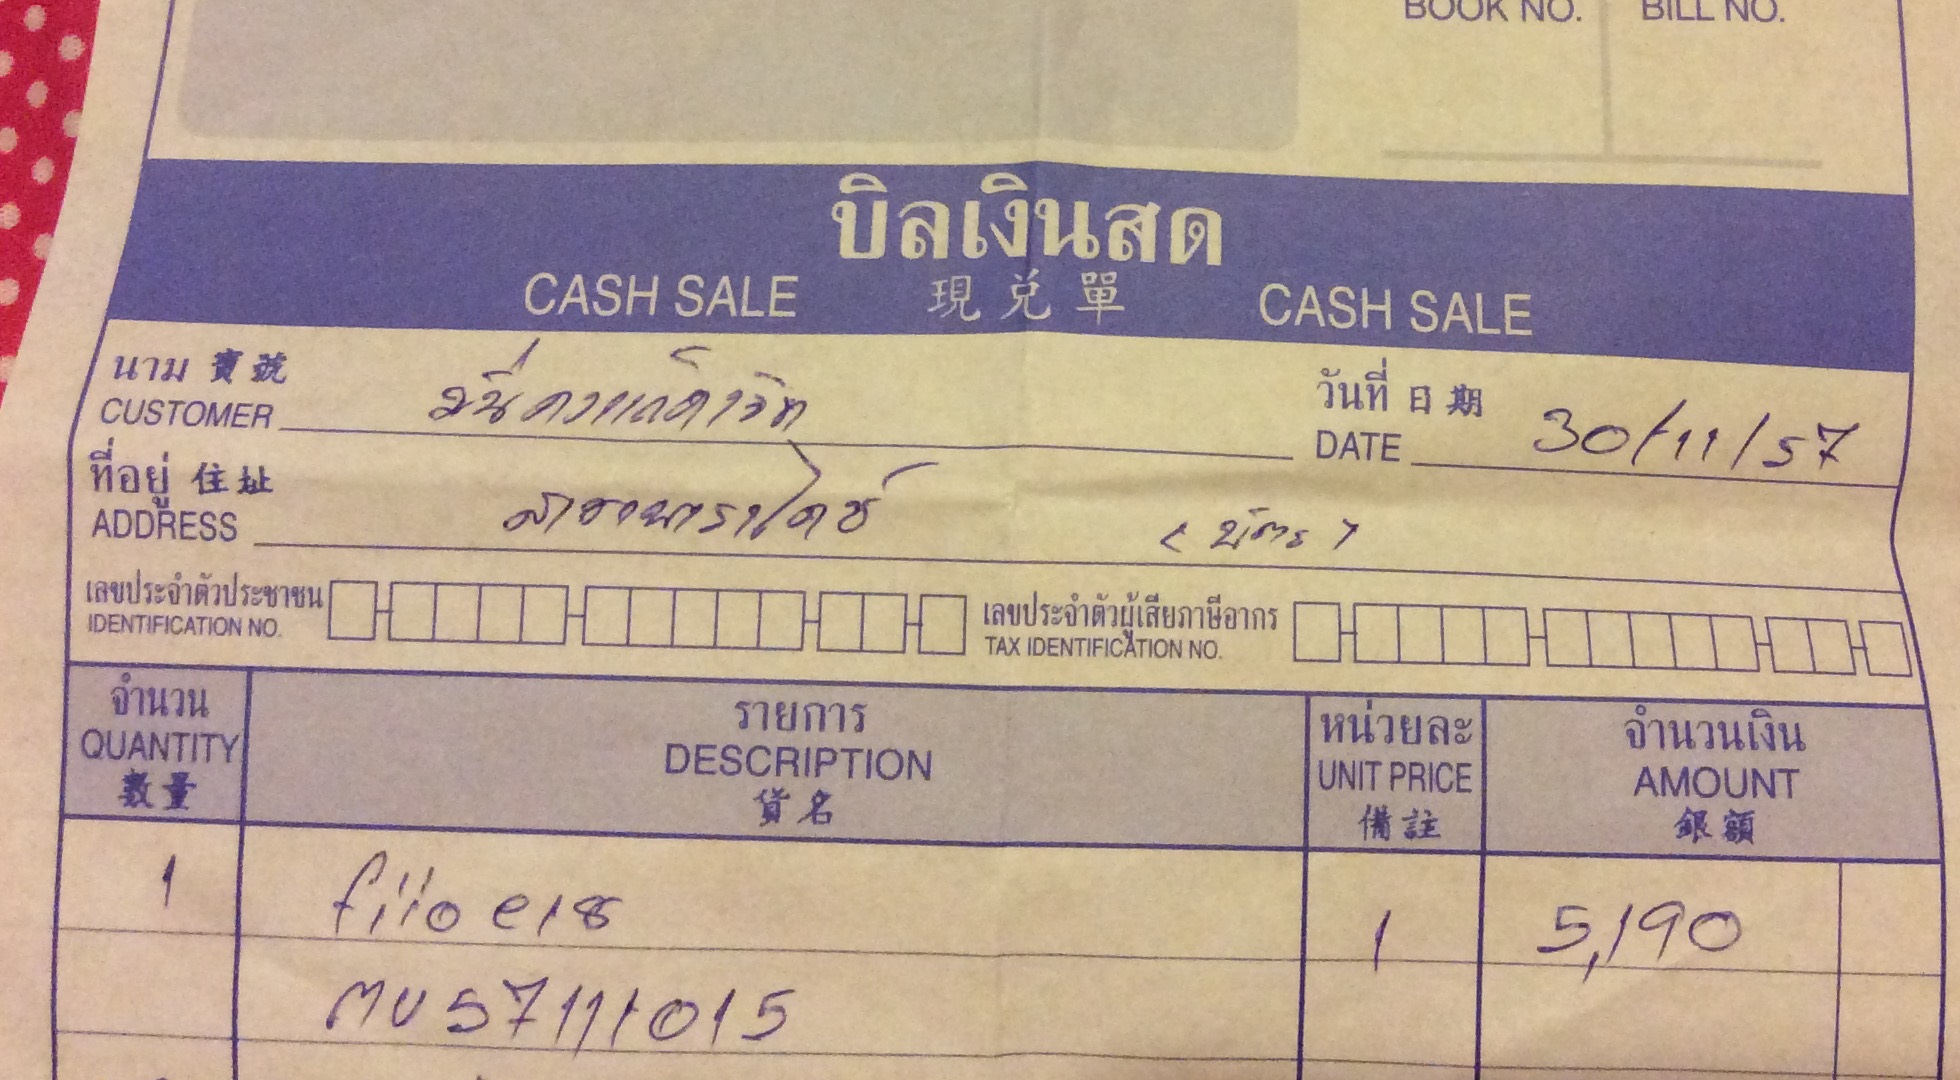 BOOK NO. BILL NO.
บิลเงินสด
CASH SALE 現兌單 CASH SALE
นาม 寶號
CUSTOMER
วันที่ 日期
DATE 30/11/57
ที่อยู่ 住址
ADDRESS
เลขประจำตัวประชาชน
IDENTIFICATION NO.
เลขประจำตัวผู้เสียภาษีอากร
TAX IDENTIFICATION NO.
จำนวน รายการ หน่วยละ จำนวนเงิน
QUANTITY DESCRIPTION UNIT PRICE AMOUNT
數量 貨名 備註 銀額
1 1 5,190
57111015